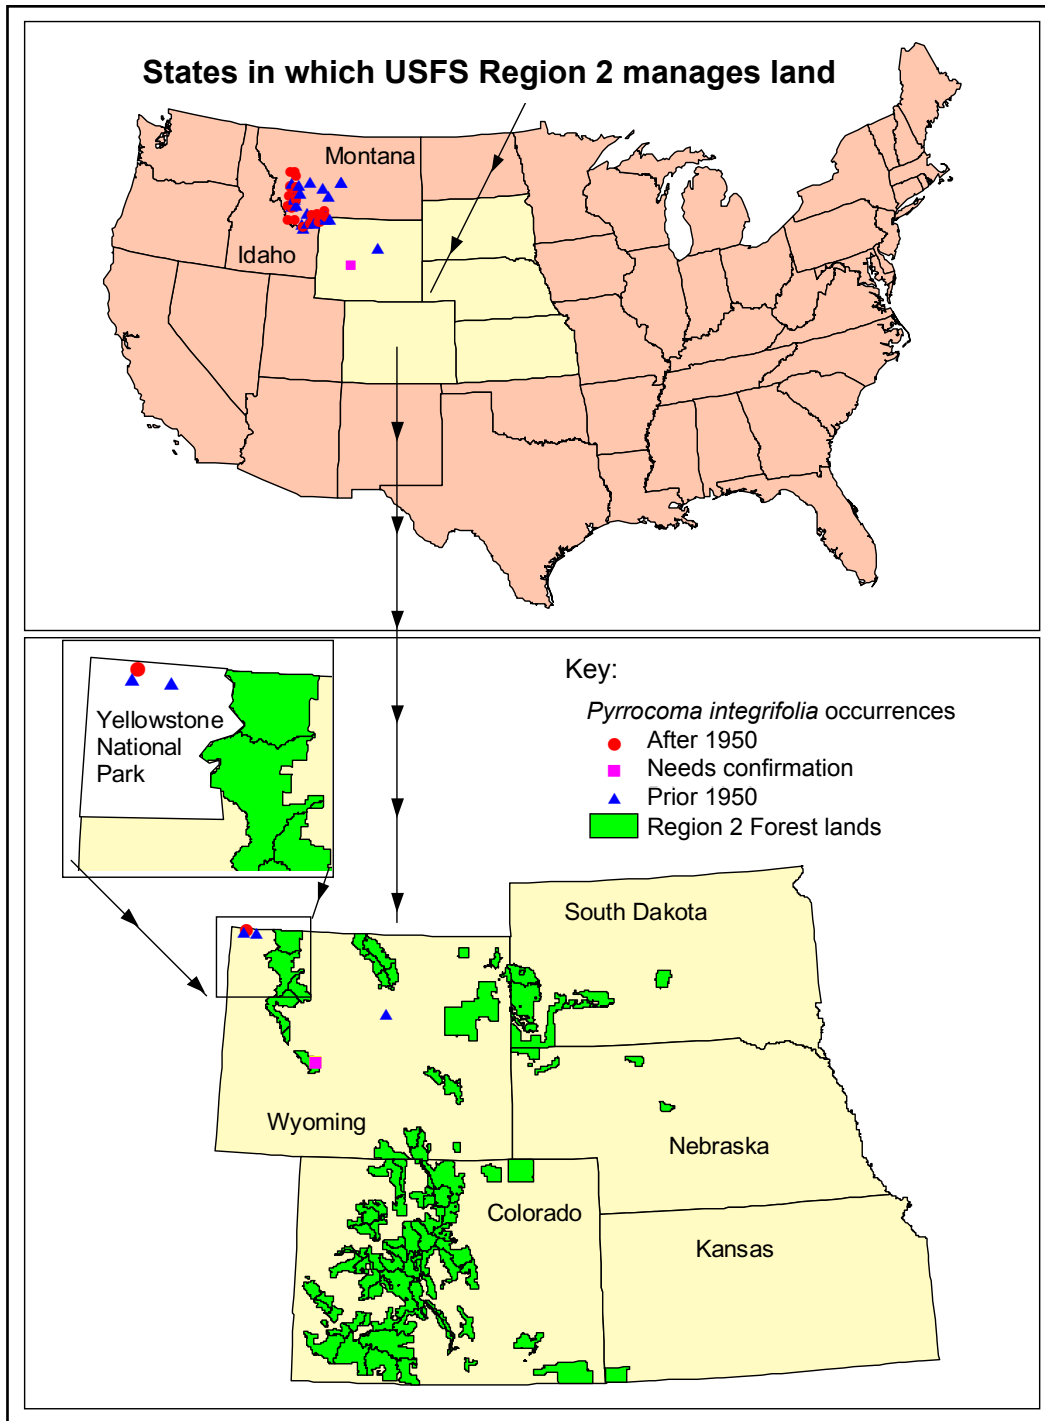 States in which USFS Region 2 manages land
Montana
Idaho
Yellowstone
National
Park
Key:
Pyrrocoma integrifolia occurrences
After 1950
Needs confirmation
Prior 1950
Region 2 Forest lands
South Dakota
Wyoming
Nebraska
Colorado
Kansas